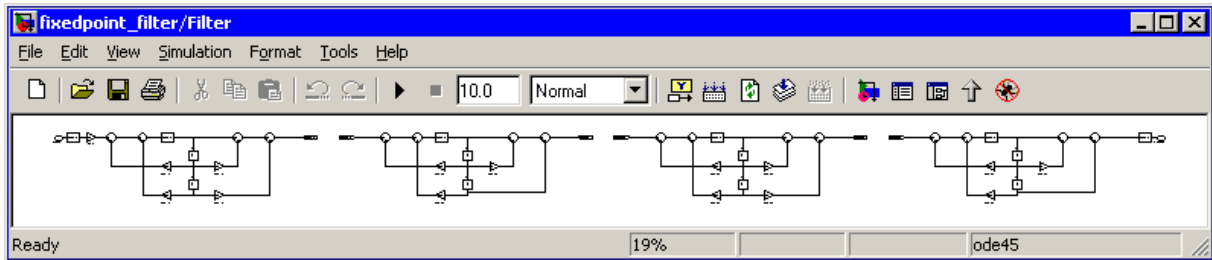 fixedpoint_filter/Filter
File Edit View Simulation Format Tools Help
10.0 Normal
Ready 19% ode45